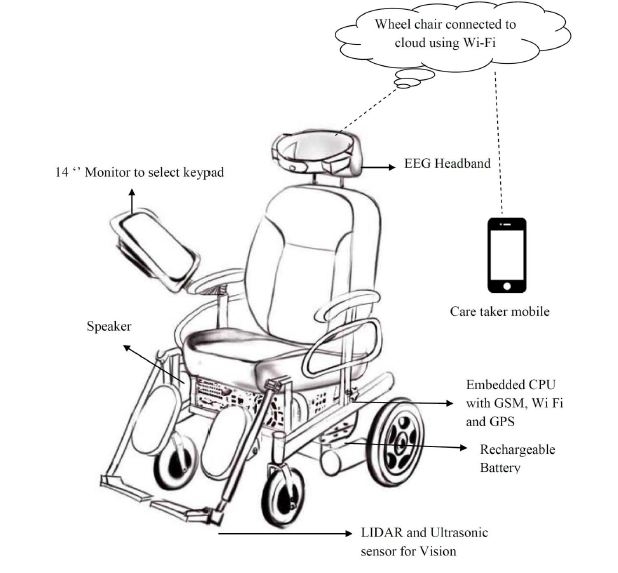 Wheel chair connected to
cloud using Wi-Fi
EEG Headband
14 ‘’ Monitor to select keypad
Care taker mobile
Speaker
Embedded CPU
with GSM, Wi Fi
and GPS
Rechargeable
Battery
LIDAR and Ultrasonic
sensor for Vision